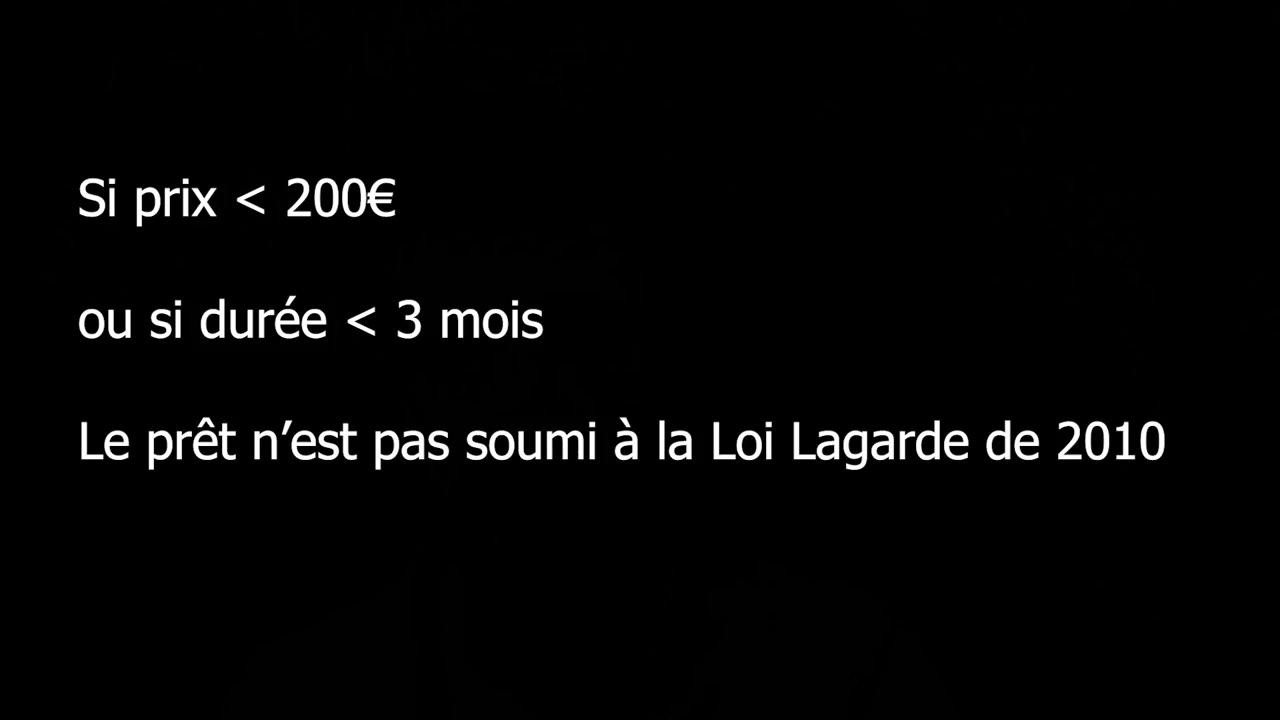 Si prix < 200€
ou si durée < 3 mois
Le prêt n’est pas soumi à la Loi Lagarde de 2010